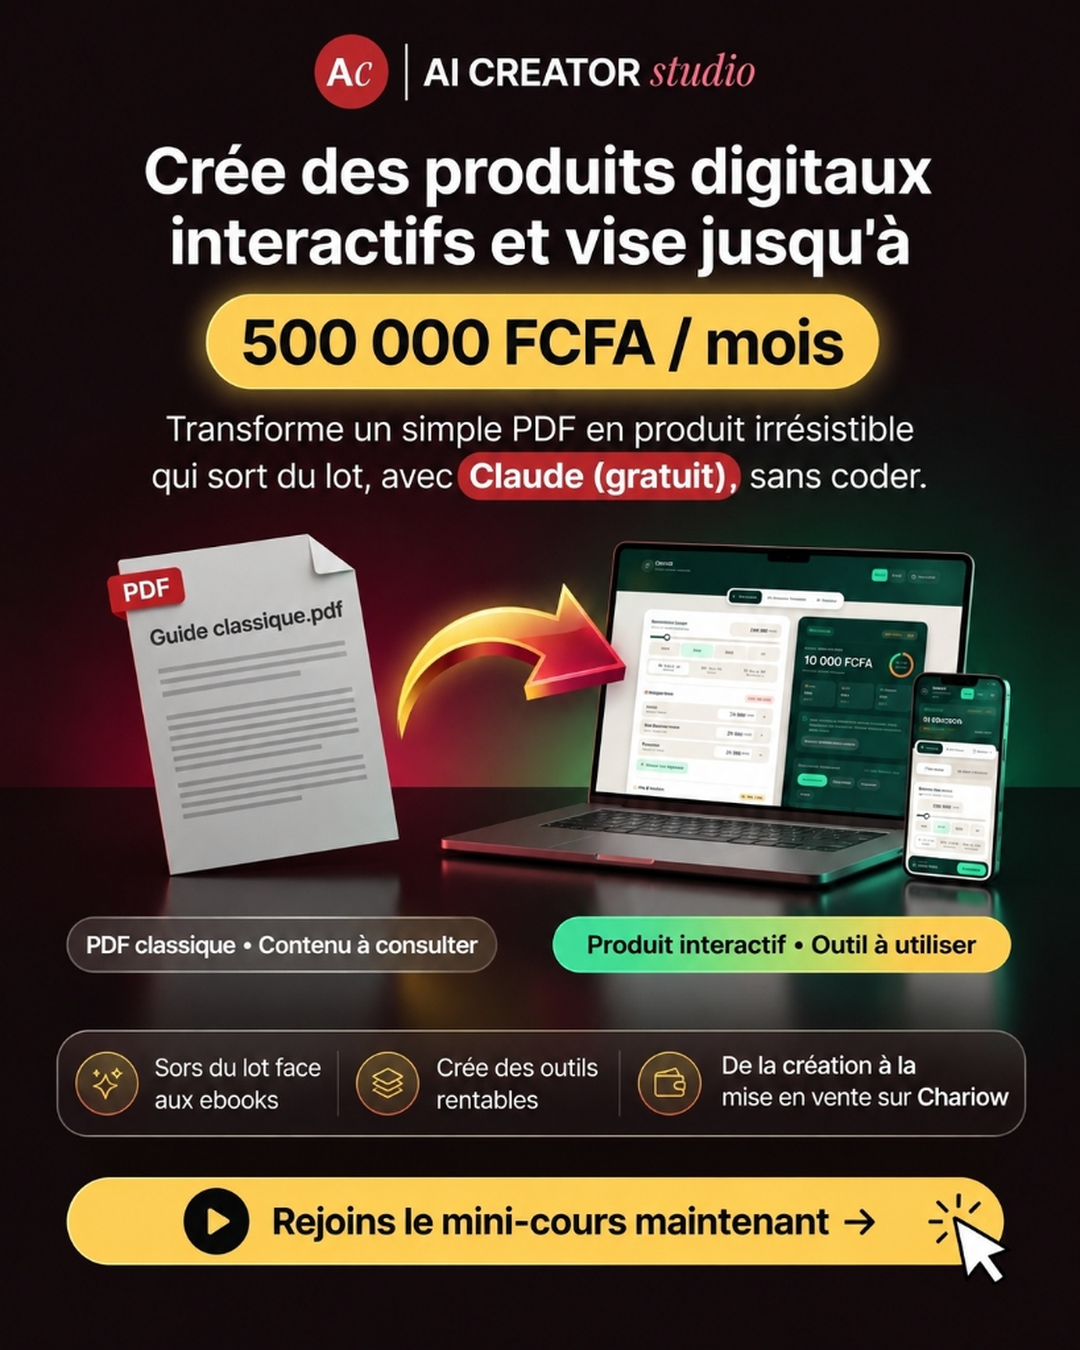 Ac
AI CREATOR studio
Crée des produits digitaux
interactifs et vise jusqu'à
500 000 FCFA / mois
Transforme un simple PDF en produit irrésistible
qui sort du lot, avec Claude (gratuit), sans coder.
PDF
Guide classique.pdf
10 000 FCFA
PDF classique • Contenu à consulter
Produit interactif • Outil à utiliser
Sors du lot face
aux ebooks
Crée des outils
rentables
De la création à la
mise en vente sur Chariow
Rejoins le mini-cours maintenant →